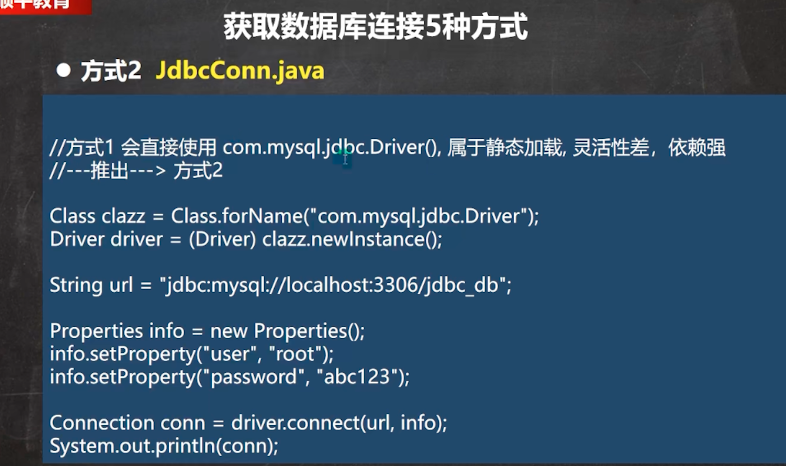 获取数据库连接5种方式
● 方式2 JdbcConn.java
//方式1 会直接使用 com.mysql.jdbc.Driver(), 属于静态加载, 灵活性差，依赖强
//---推出---> 方式2
Class clazz = Class.forName("com.mysql.jdbc.Driver");
Driver driver = (Driver) clazz.newInstance();
String url = "jdbc:mysql://localhost:3306/jdbc_db";
Properties info = new Properties();
info.setProperty("user", "root");
info.setProperty("password", "abc123");
Connection conn = driver.connect(url, info);
System.out.println(conn);